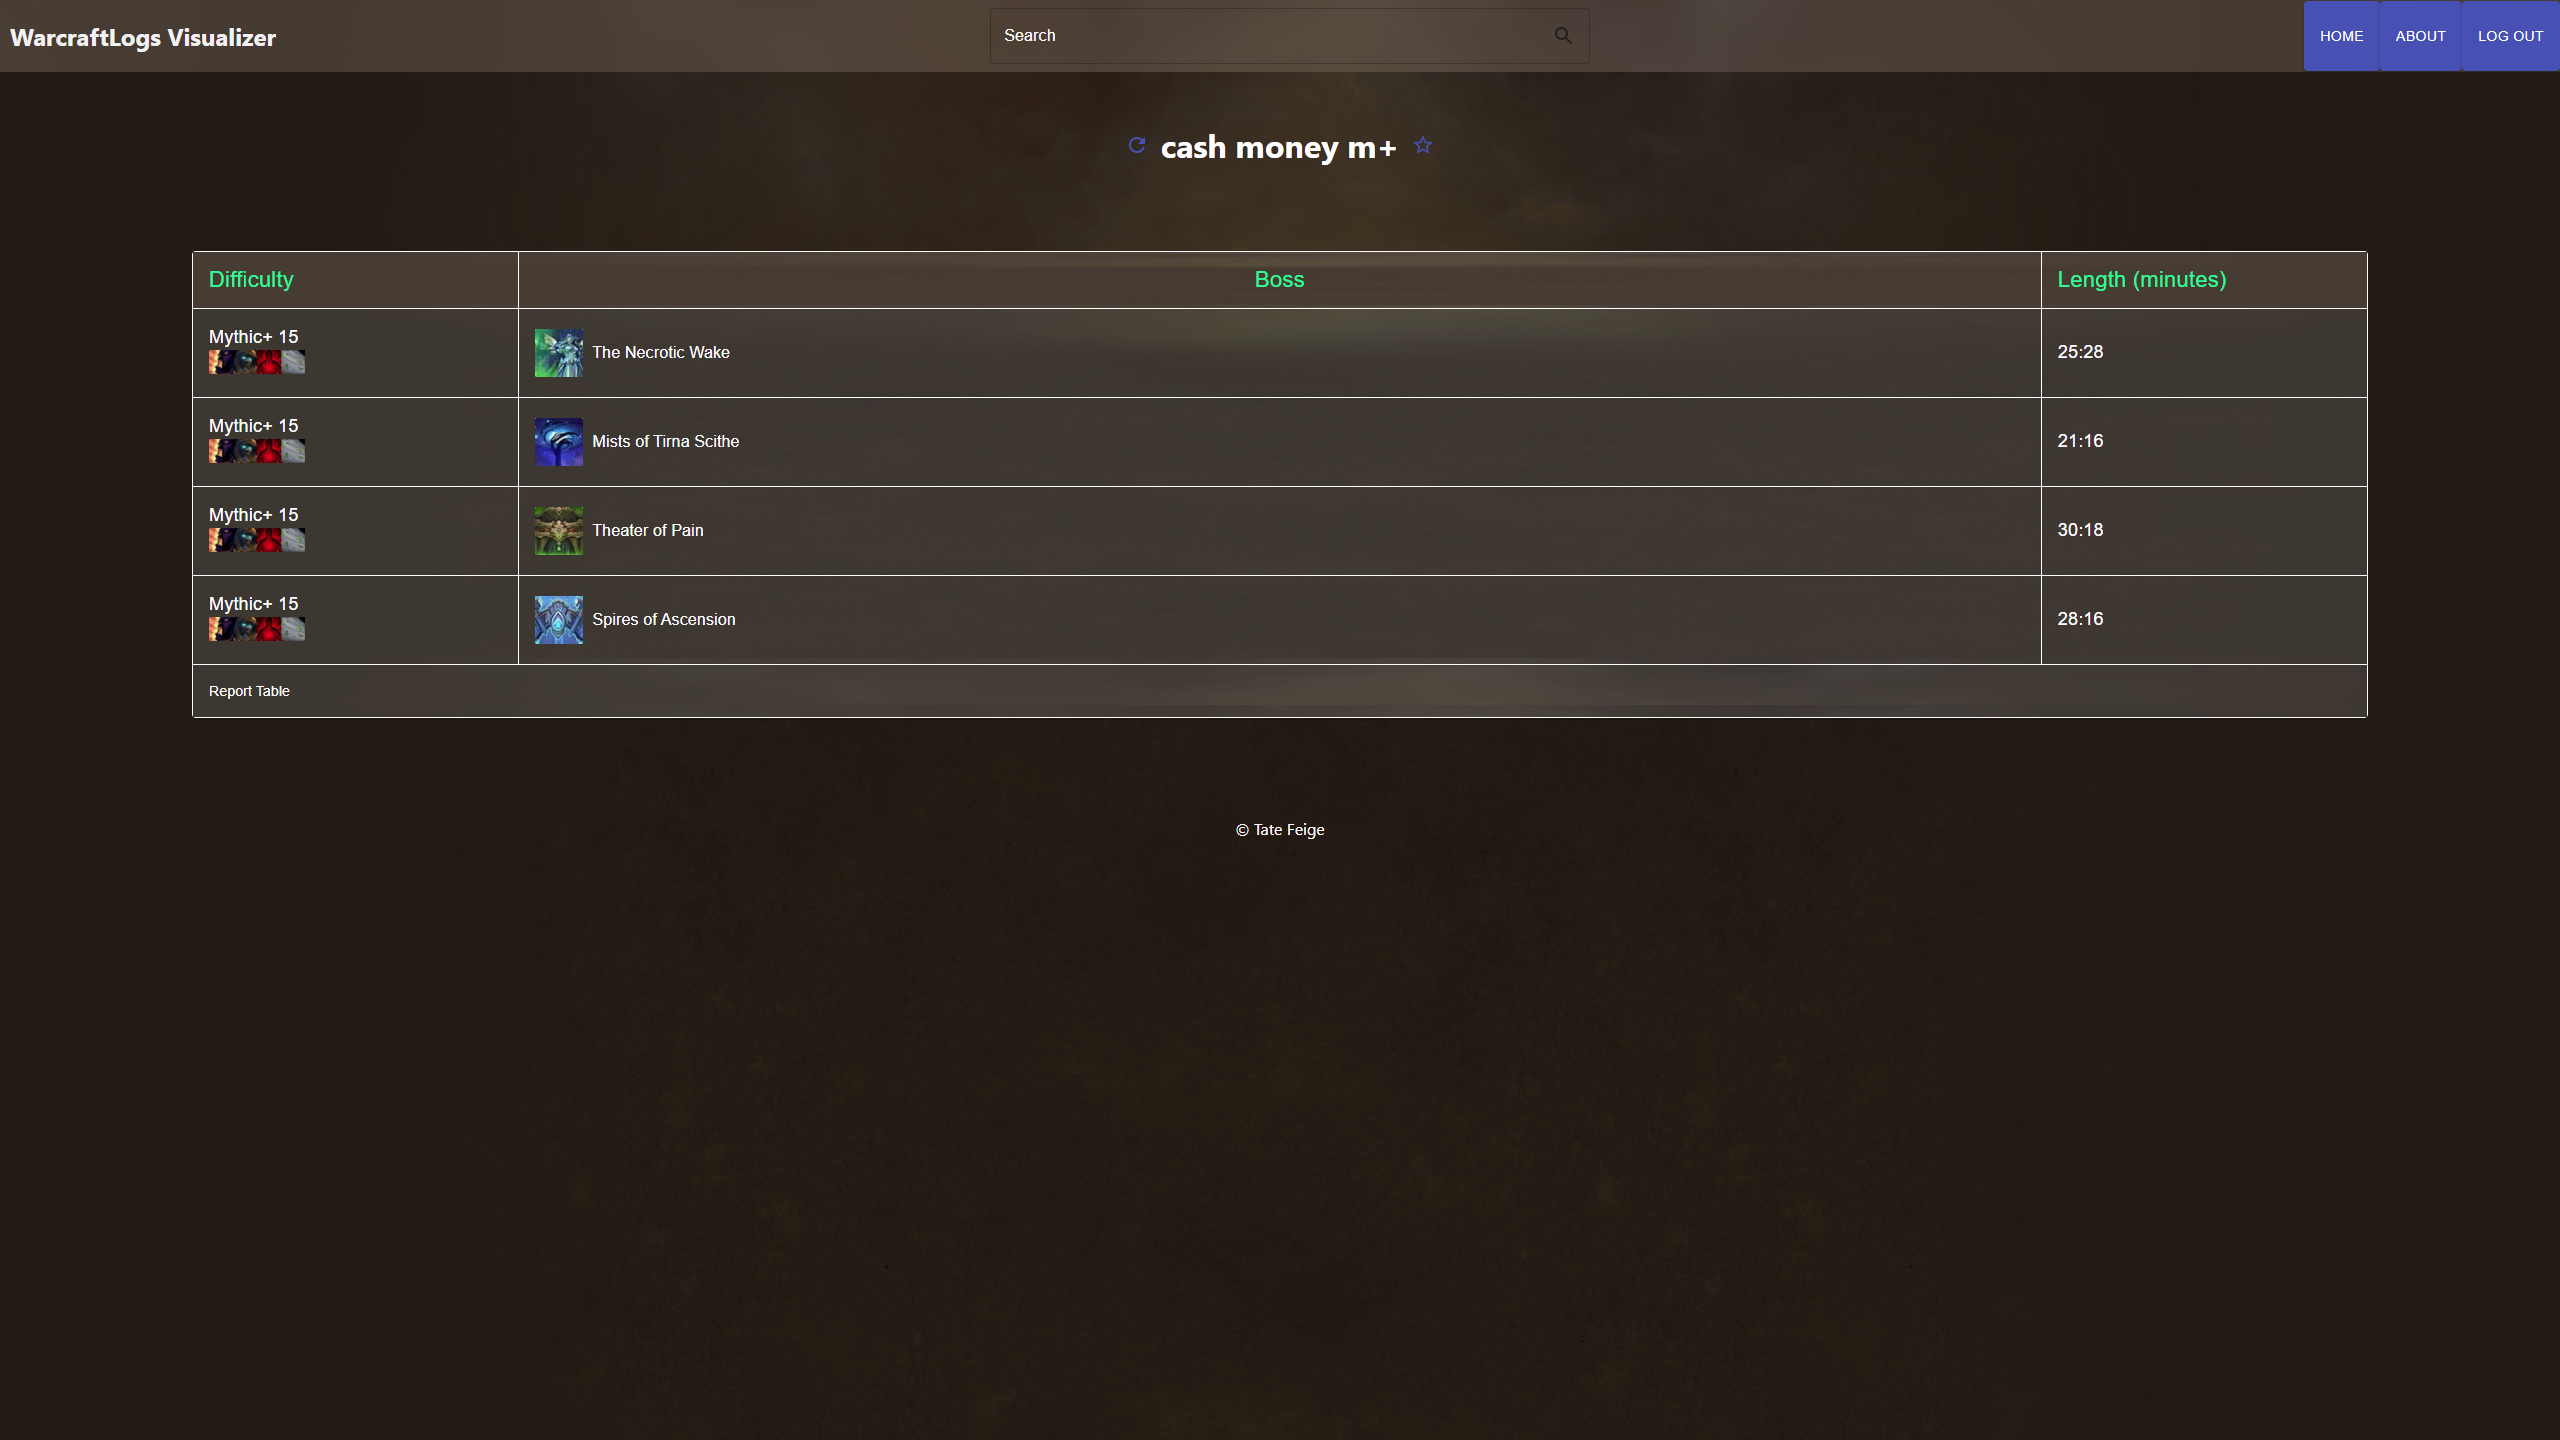 WarcraftLogs Visualizer
Search
HOME
ABOUT
LOG OUT
cash money m+
Difficulty
Boss
Length (minutes)
Mythic+ 15
The Necrotic Wake
25:28
Mythic+ 15
Mists of Tirna Scithe
21:16
Mythic+ 15
Theater of Pain
30:18
Mythic+ 15
Spires of Ascension
28:16
Report Table
© Tate Feige